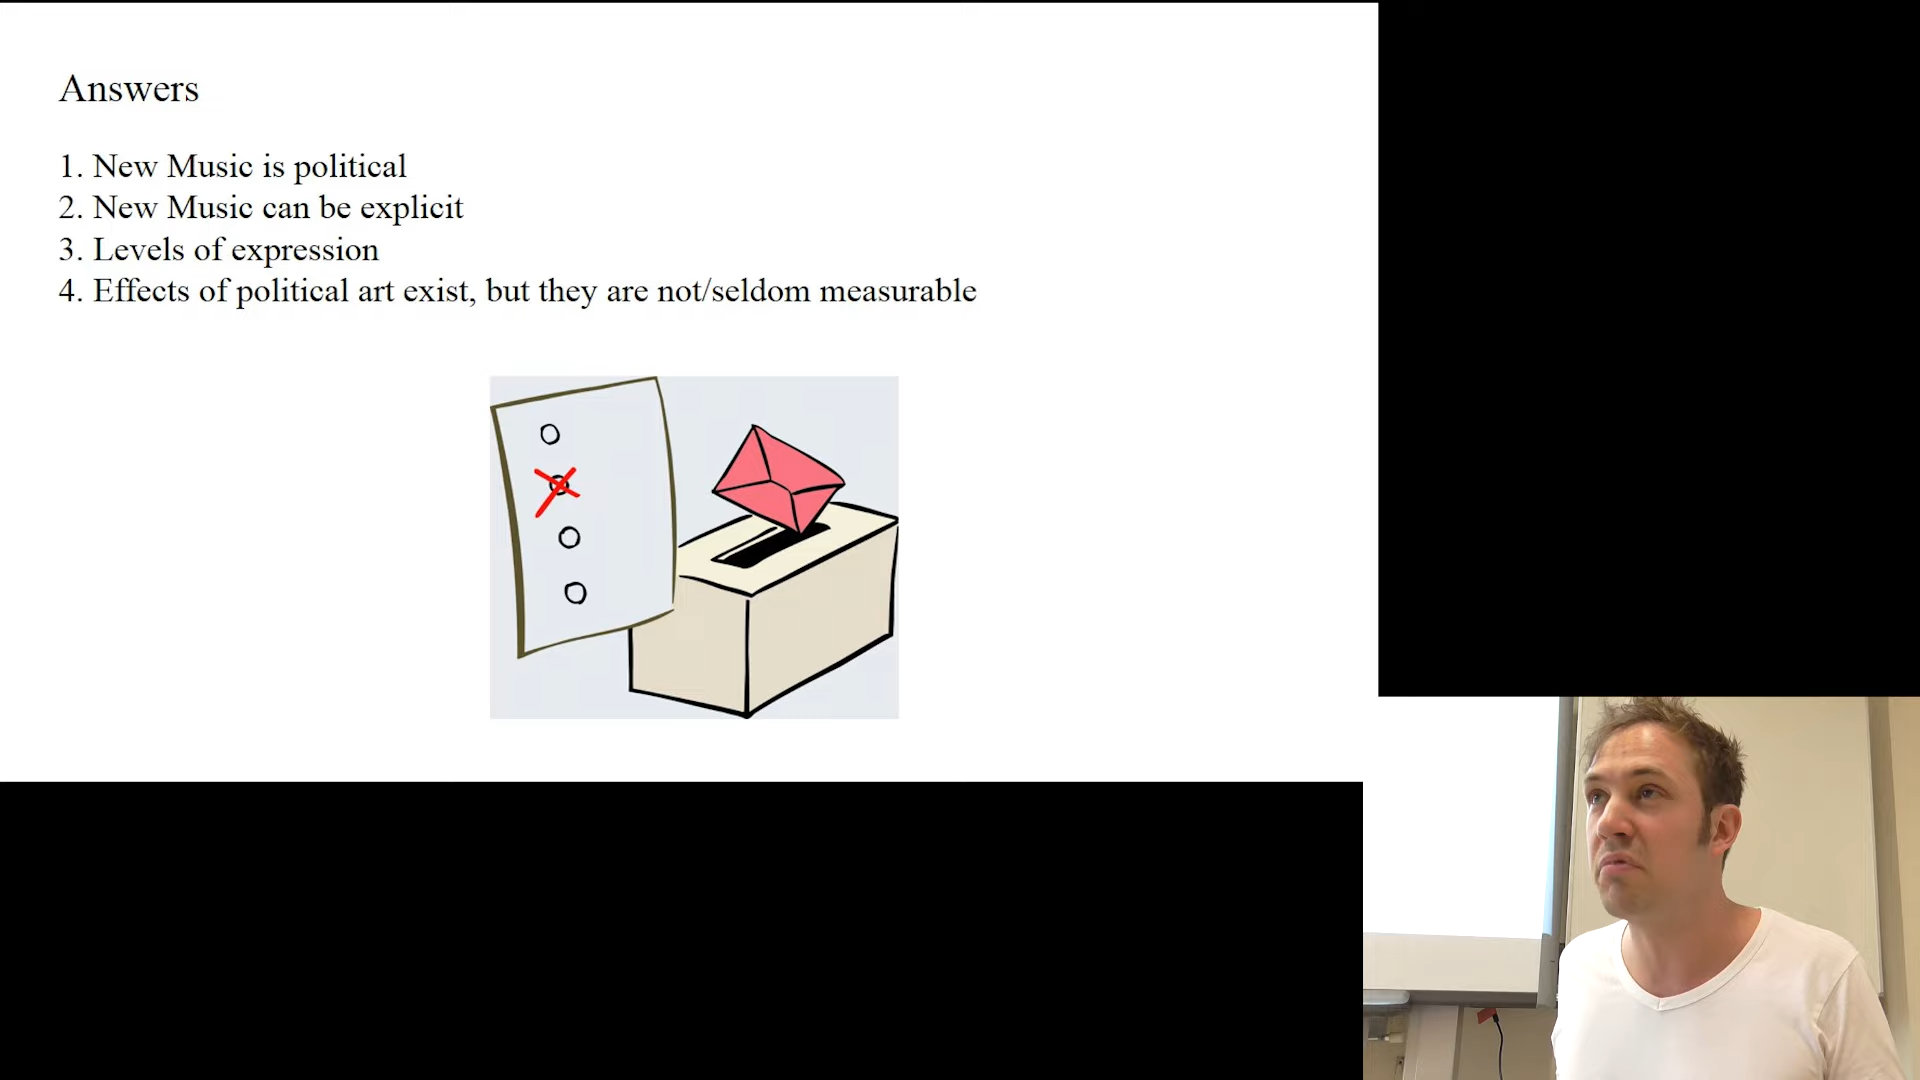 Answers
1. New Music is political
2. New Music can be explicit
3. Levels of expression
4. Effects of political art exist, but they are not/seldom measurable